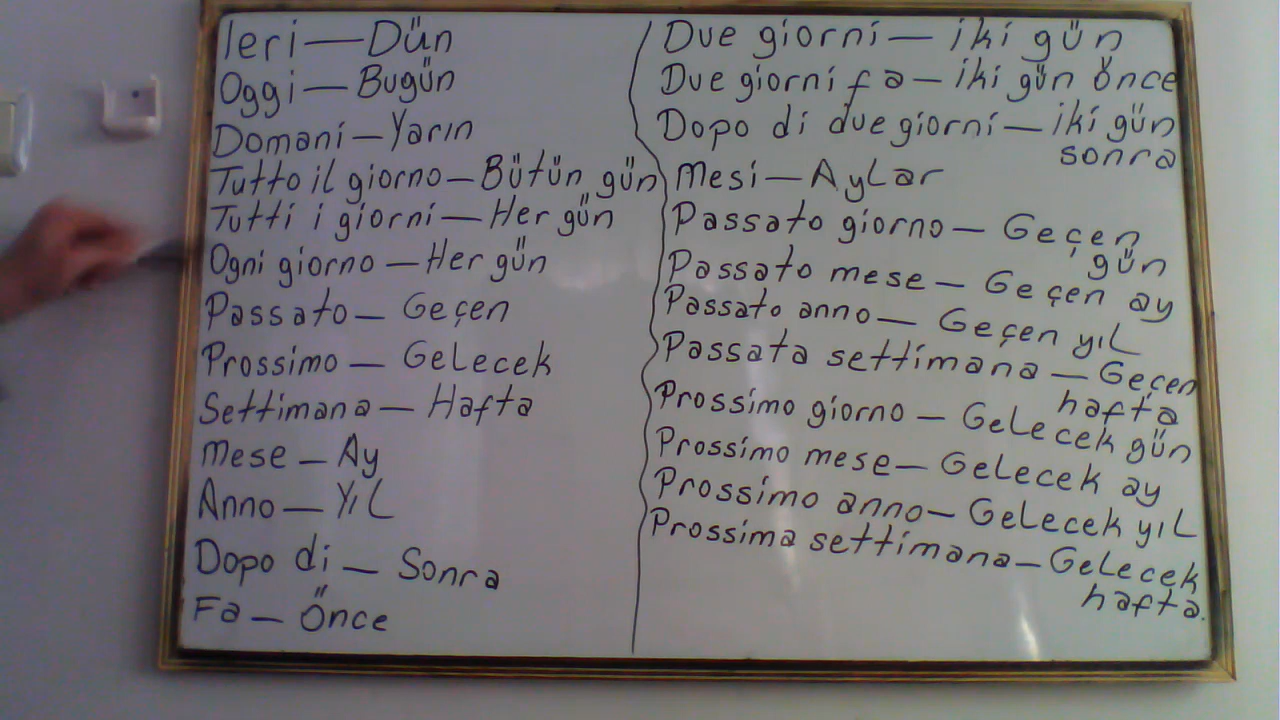 Ieri — Dün
Oggi — Bugün
Domani — Yarın
Tutto il giorno — Bütün gün
Tutti i giorni — Her gün
Ogni giorno — Her gün
Passato — Geçen
Prossimo — Gelecek
Settimana — Hafta
Mese — Ay
Anno — Yıl
Dopo di — Sonra
Fa — Önce
Due giorni — iki gün
Due giorni fa — iki gün önce
Dopo di due giorni — iki gün
sonra
Mesi — Aylar
Passato giorno — Geçen
gün
Passato mese — Geçen ay
Passato anno — Geçen yıl
Passata settimana — Geçen
hafta
Prossimo giorno — Gelecek gün
Prossimo mese — Gelecek ay
Prossimo anno — Gelecek yıl
Prossima settimana — Gelecek
hafta.